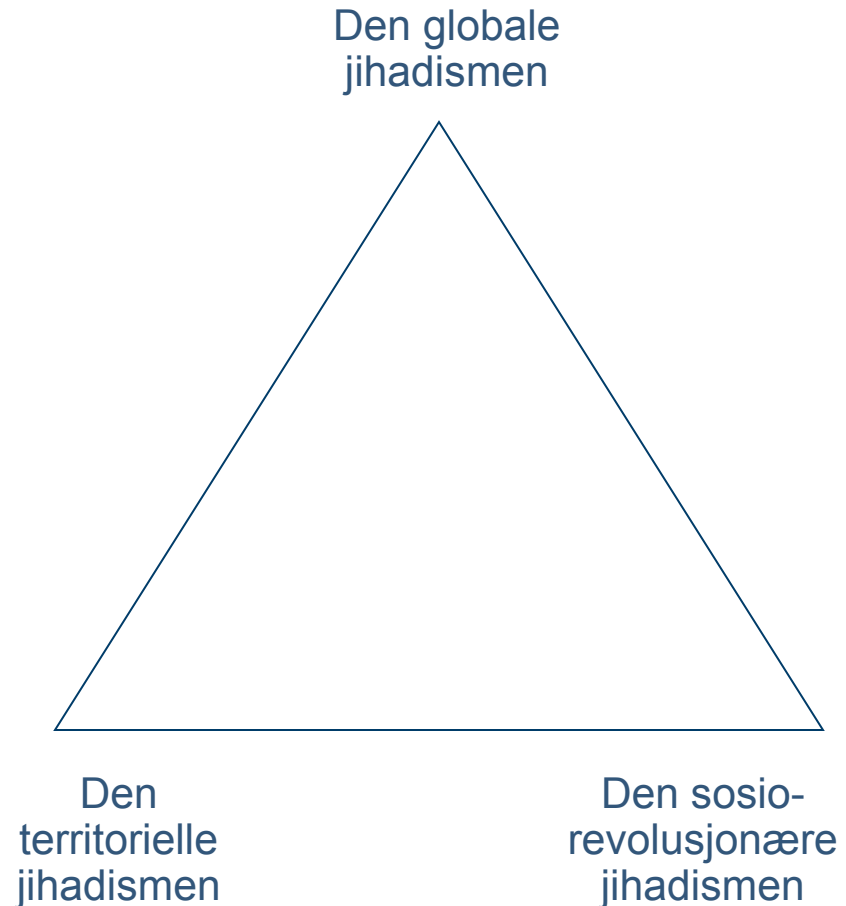 Den globale
jihadismen
Den
territorielle
jihadismen
Den sosio-
revolusjonære
jihadismen